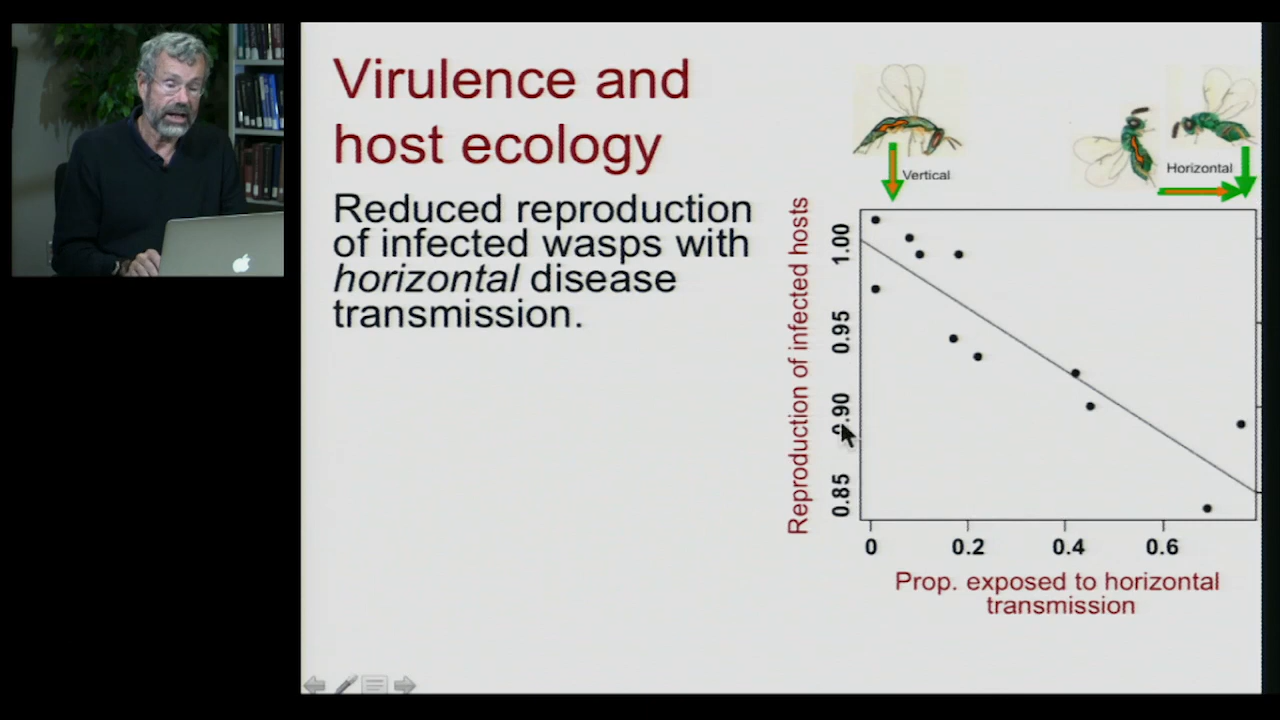 Virulence and
host ecology
Reduced reproduction
of infected wasps with
horizontal disease
transmission.
Vertical
Horizontal
Reproduction of infected hosts
1.00
0.95
0.90
0.85
0
0.2
0.4
0.6
Prop. exposed to horizontal
transmission